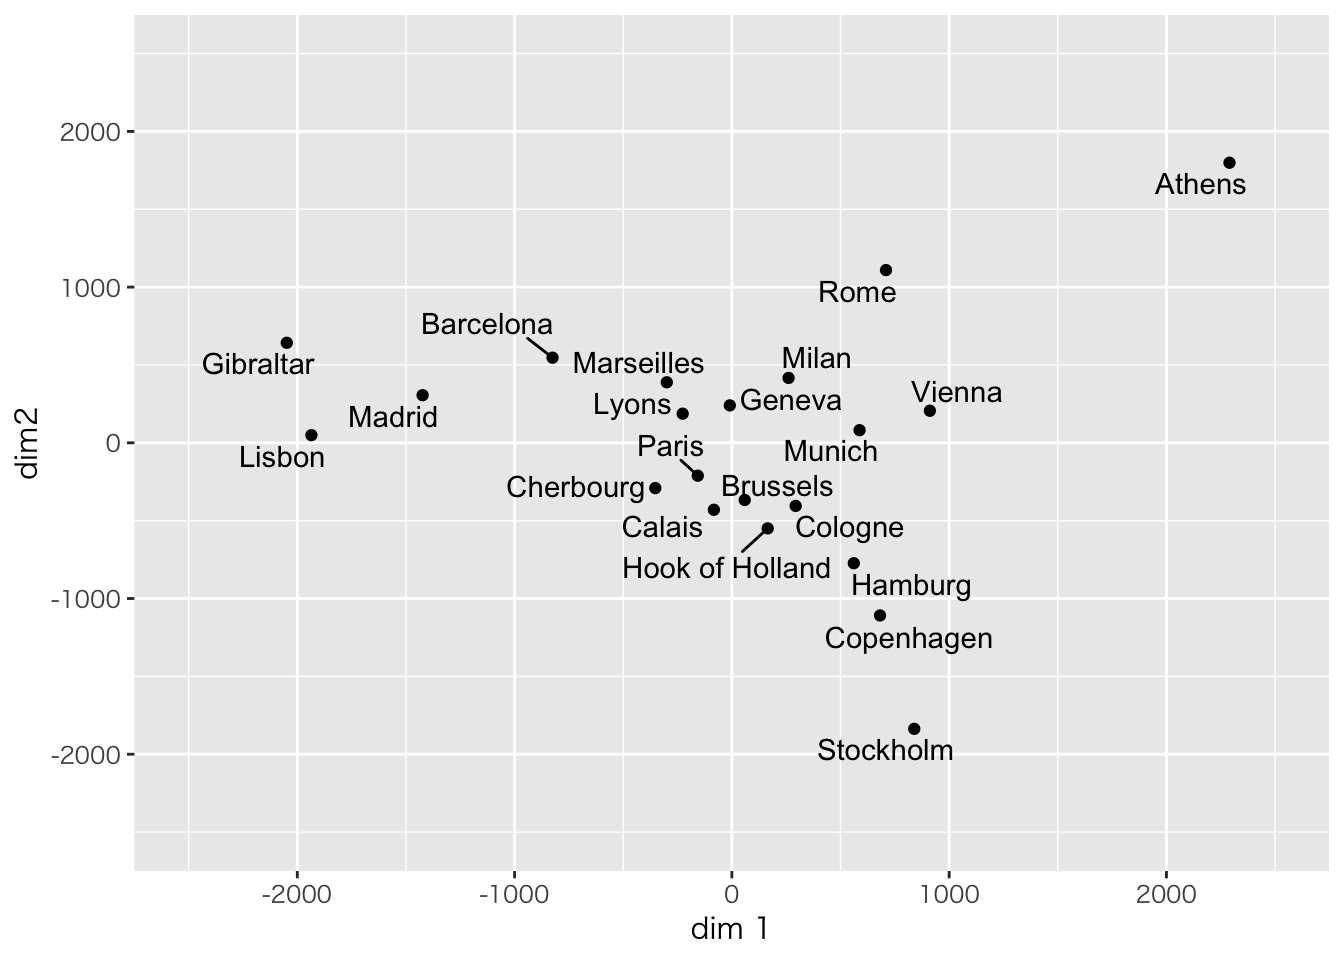 2000
1000
0
-1000
-2000
dim2
Athens
Rome
Barcelona
Gibraltar
Marseilles
Milan
Madrid
Lyons
Geneva
Vienna
Lisbon
Paris
Munich
Cherbourg
Brussels
Calais
Cologne
Hook of Holland
Hamburg
Copenhagen
Stockholm
-2000
-1000
0
1000
2000
dim 1